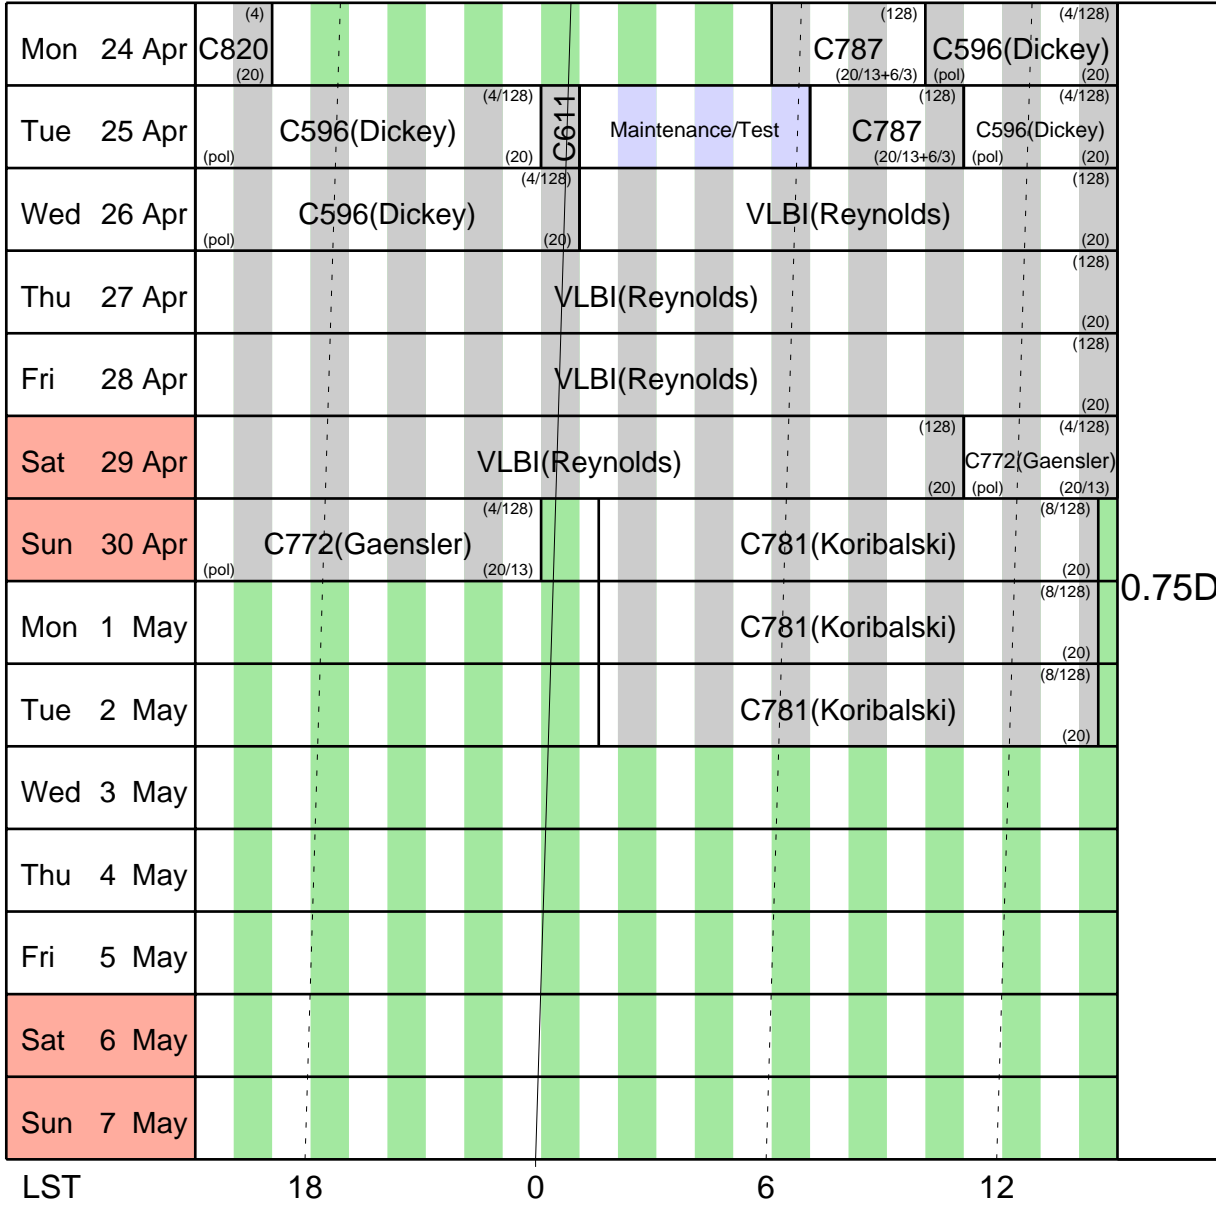 Mon 24 Apr (4) C820 (20) (128) C787 (20/13+6/3) (4/128) C596(Dickey) (pol) (20)
Tue 25 Apr (4/128) C596(Dickey) (pol) (20) C611 Maintenance/Test (128) C787 (20/13+6/3) (4/128) C596(Dickey) (pol) (20)
Wed 26 Apr (4/128) C596(Dickey) (pol) (20) (128) VLBI(Reynolds) (20)
Thu 27 Apr (128) VLBI(Reynolds) (20)
Fri 28 Apr (128) VLBI(Reynolds) (20)
Sat 29 Apr (128) VLBI(Reynolds) (20) (4/128) C772(Gaensler) (pol) (20/13)
Sun 30 Apr (4/128) C772(Gaensler) (pol) (20/13) (8/128) C781(Koribalski) (20)
0.75D
Mon 1 May (8/128) C781(Koribalski) (20)
Tue 2 May (8/128) C781(Koribalski) (20)
Wed 3 May
Thu 4 May
Fri 5 May
Sat 6 May
Sun 7 May
LST 18 0 6 12